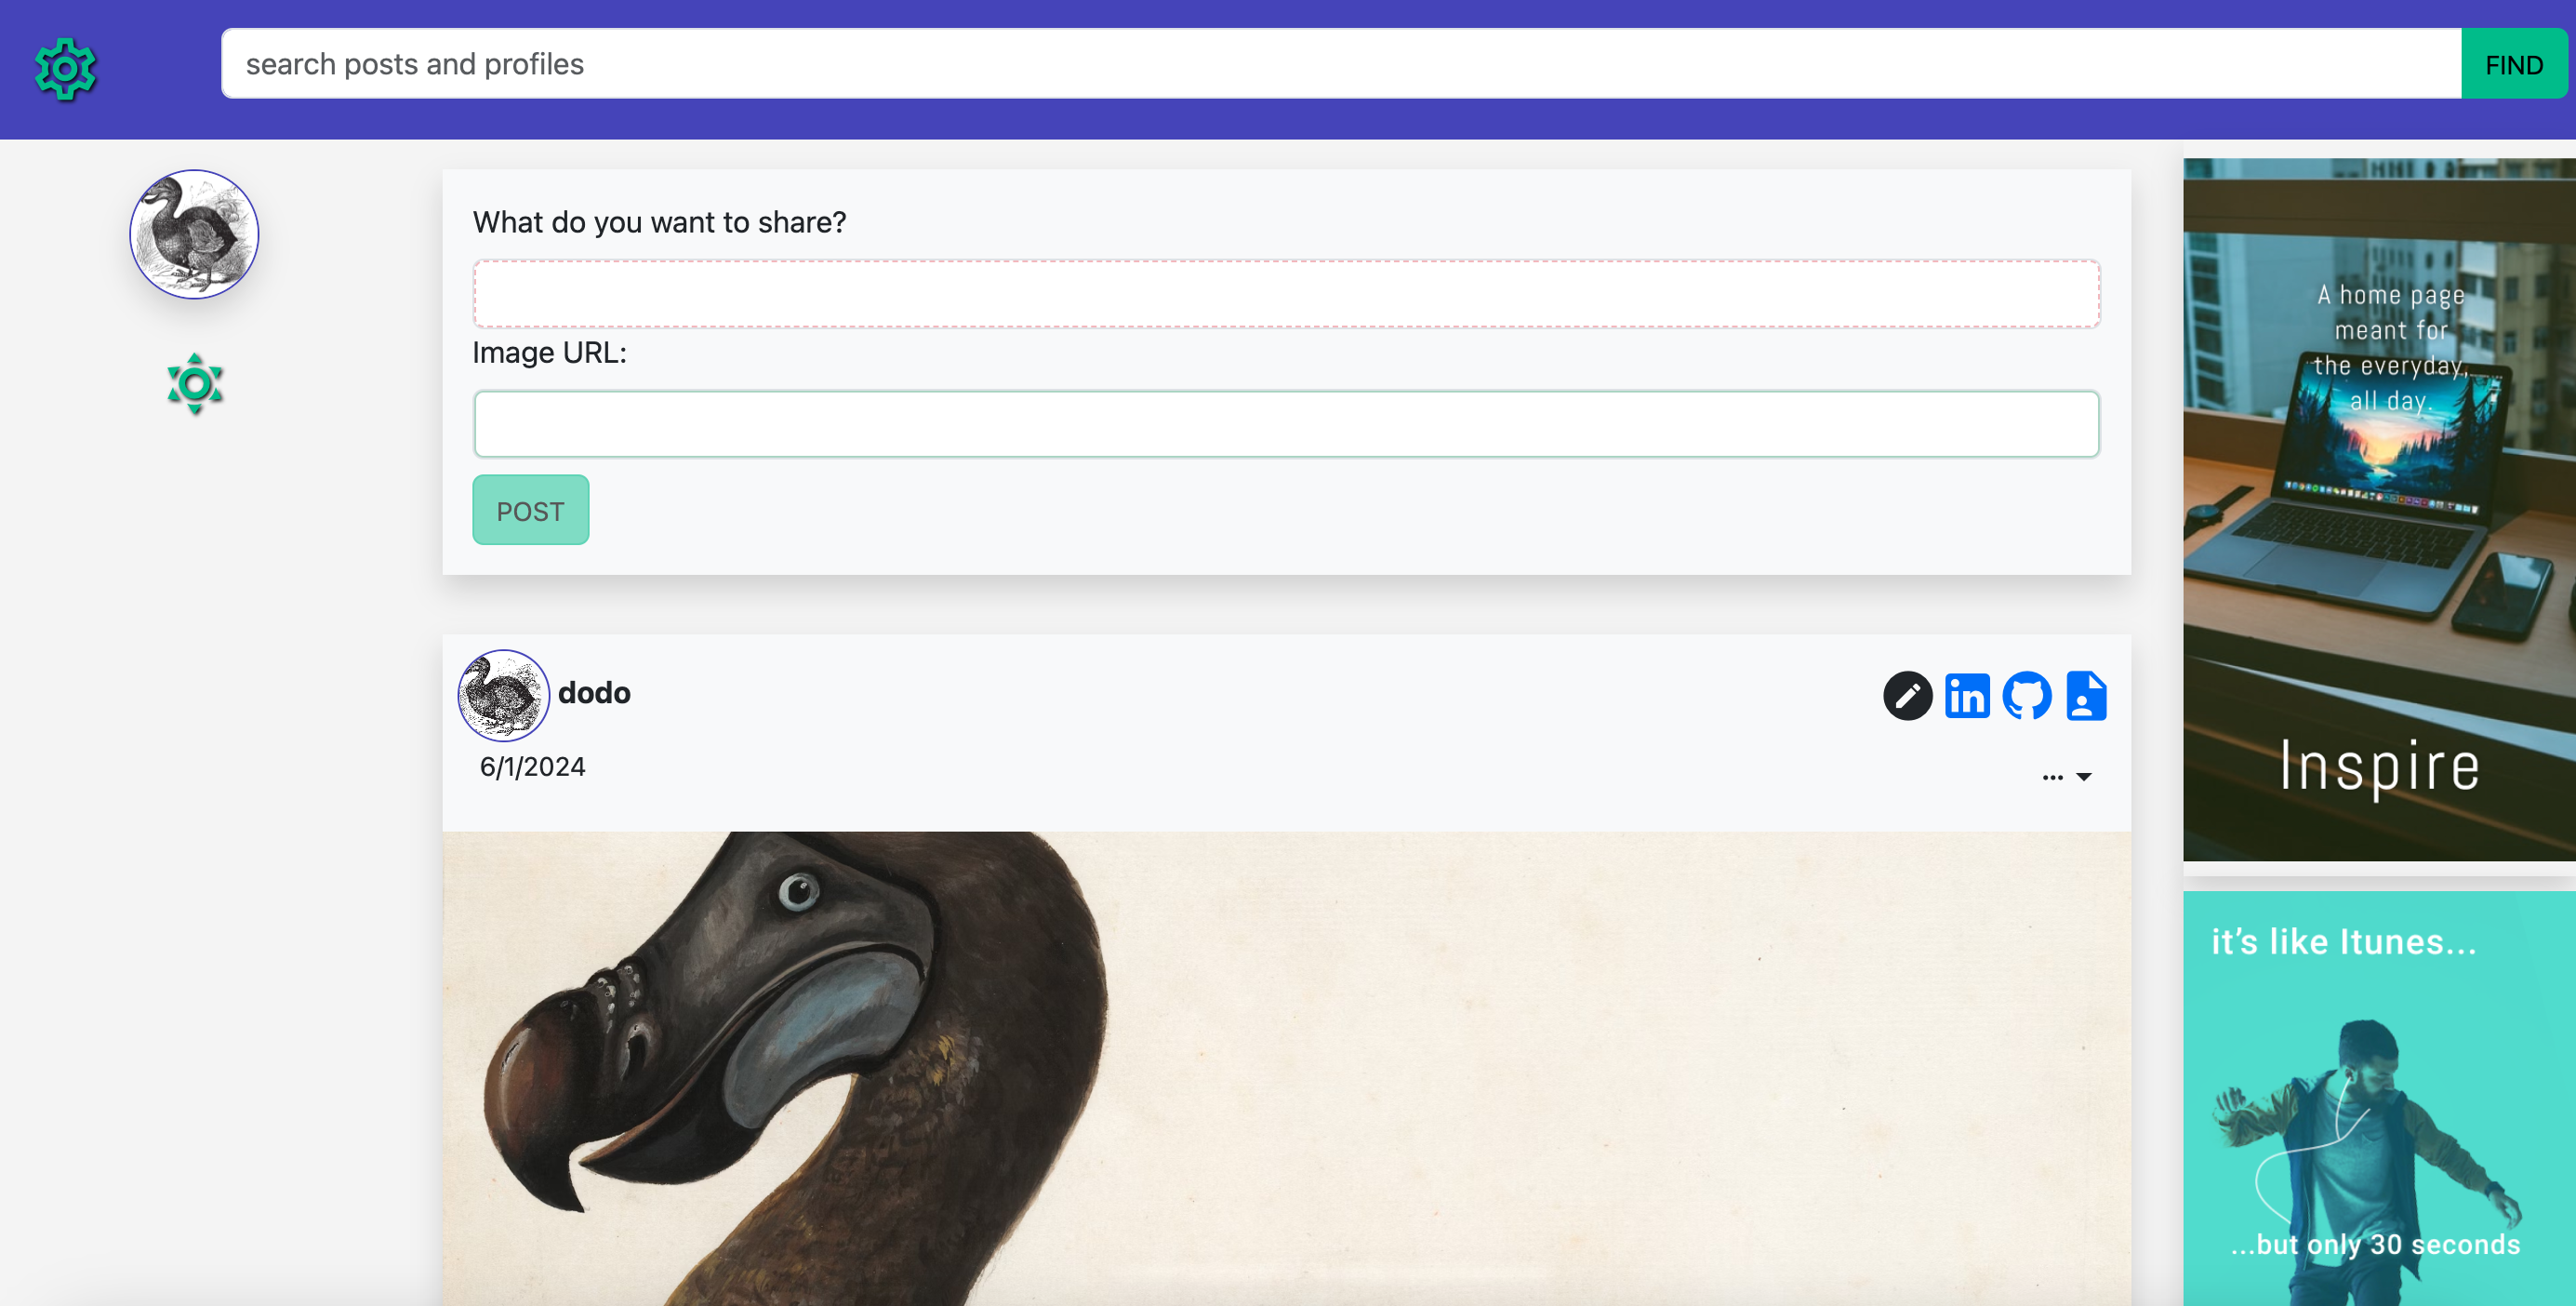 search posts and profiles
FIND
What do you want to share?
Image URL:
POST
dodo
in
6/1/2024
...
A home page
meant for
the everyday,
all day.
Inspire
it's like Itunes...
...but only 30 seconds